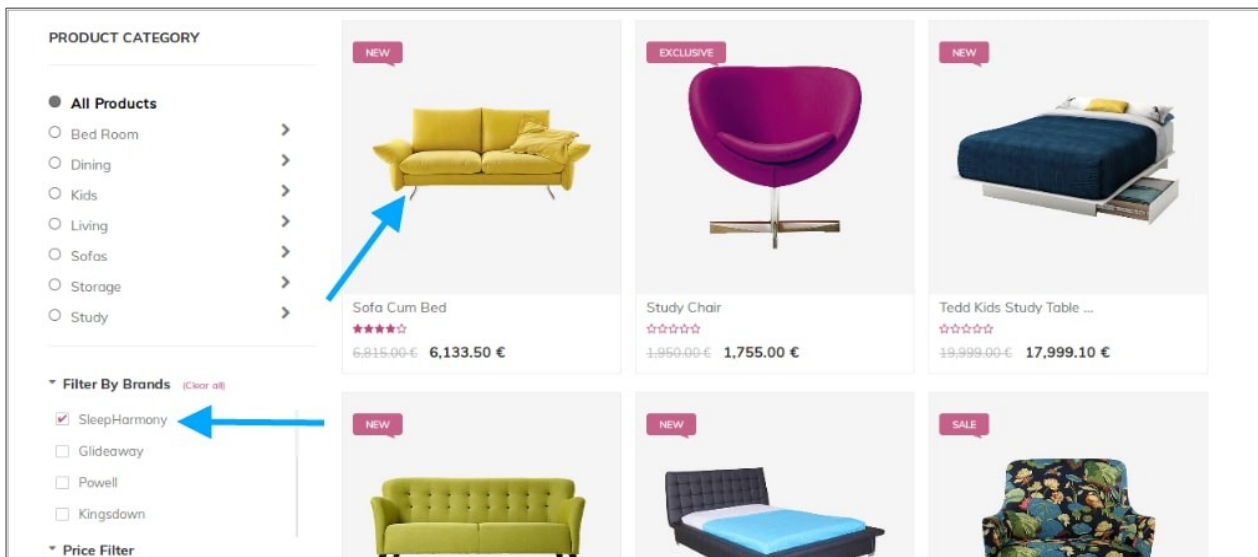 PRODUCT CATEGORY
All Products
Bed Room
Dining
Kids
Living
Sofas
Storage
Study
Filter By Brands (Clear all)
SleepHarmony
Glideaway
Powell
Kingsdown
Price Filter
NEW
EXCLUSIVE
NEW
Sofa Cum Bed
Study Chair
Tedd Kids Study Table ...
6,815.00 € 6,133.50 €
1,950.00 € 1,755.00 €
19,999.00 € 17,999.10 €
NEW
NEW
SALE